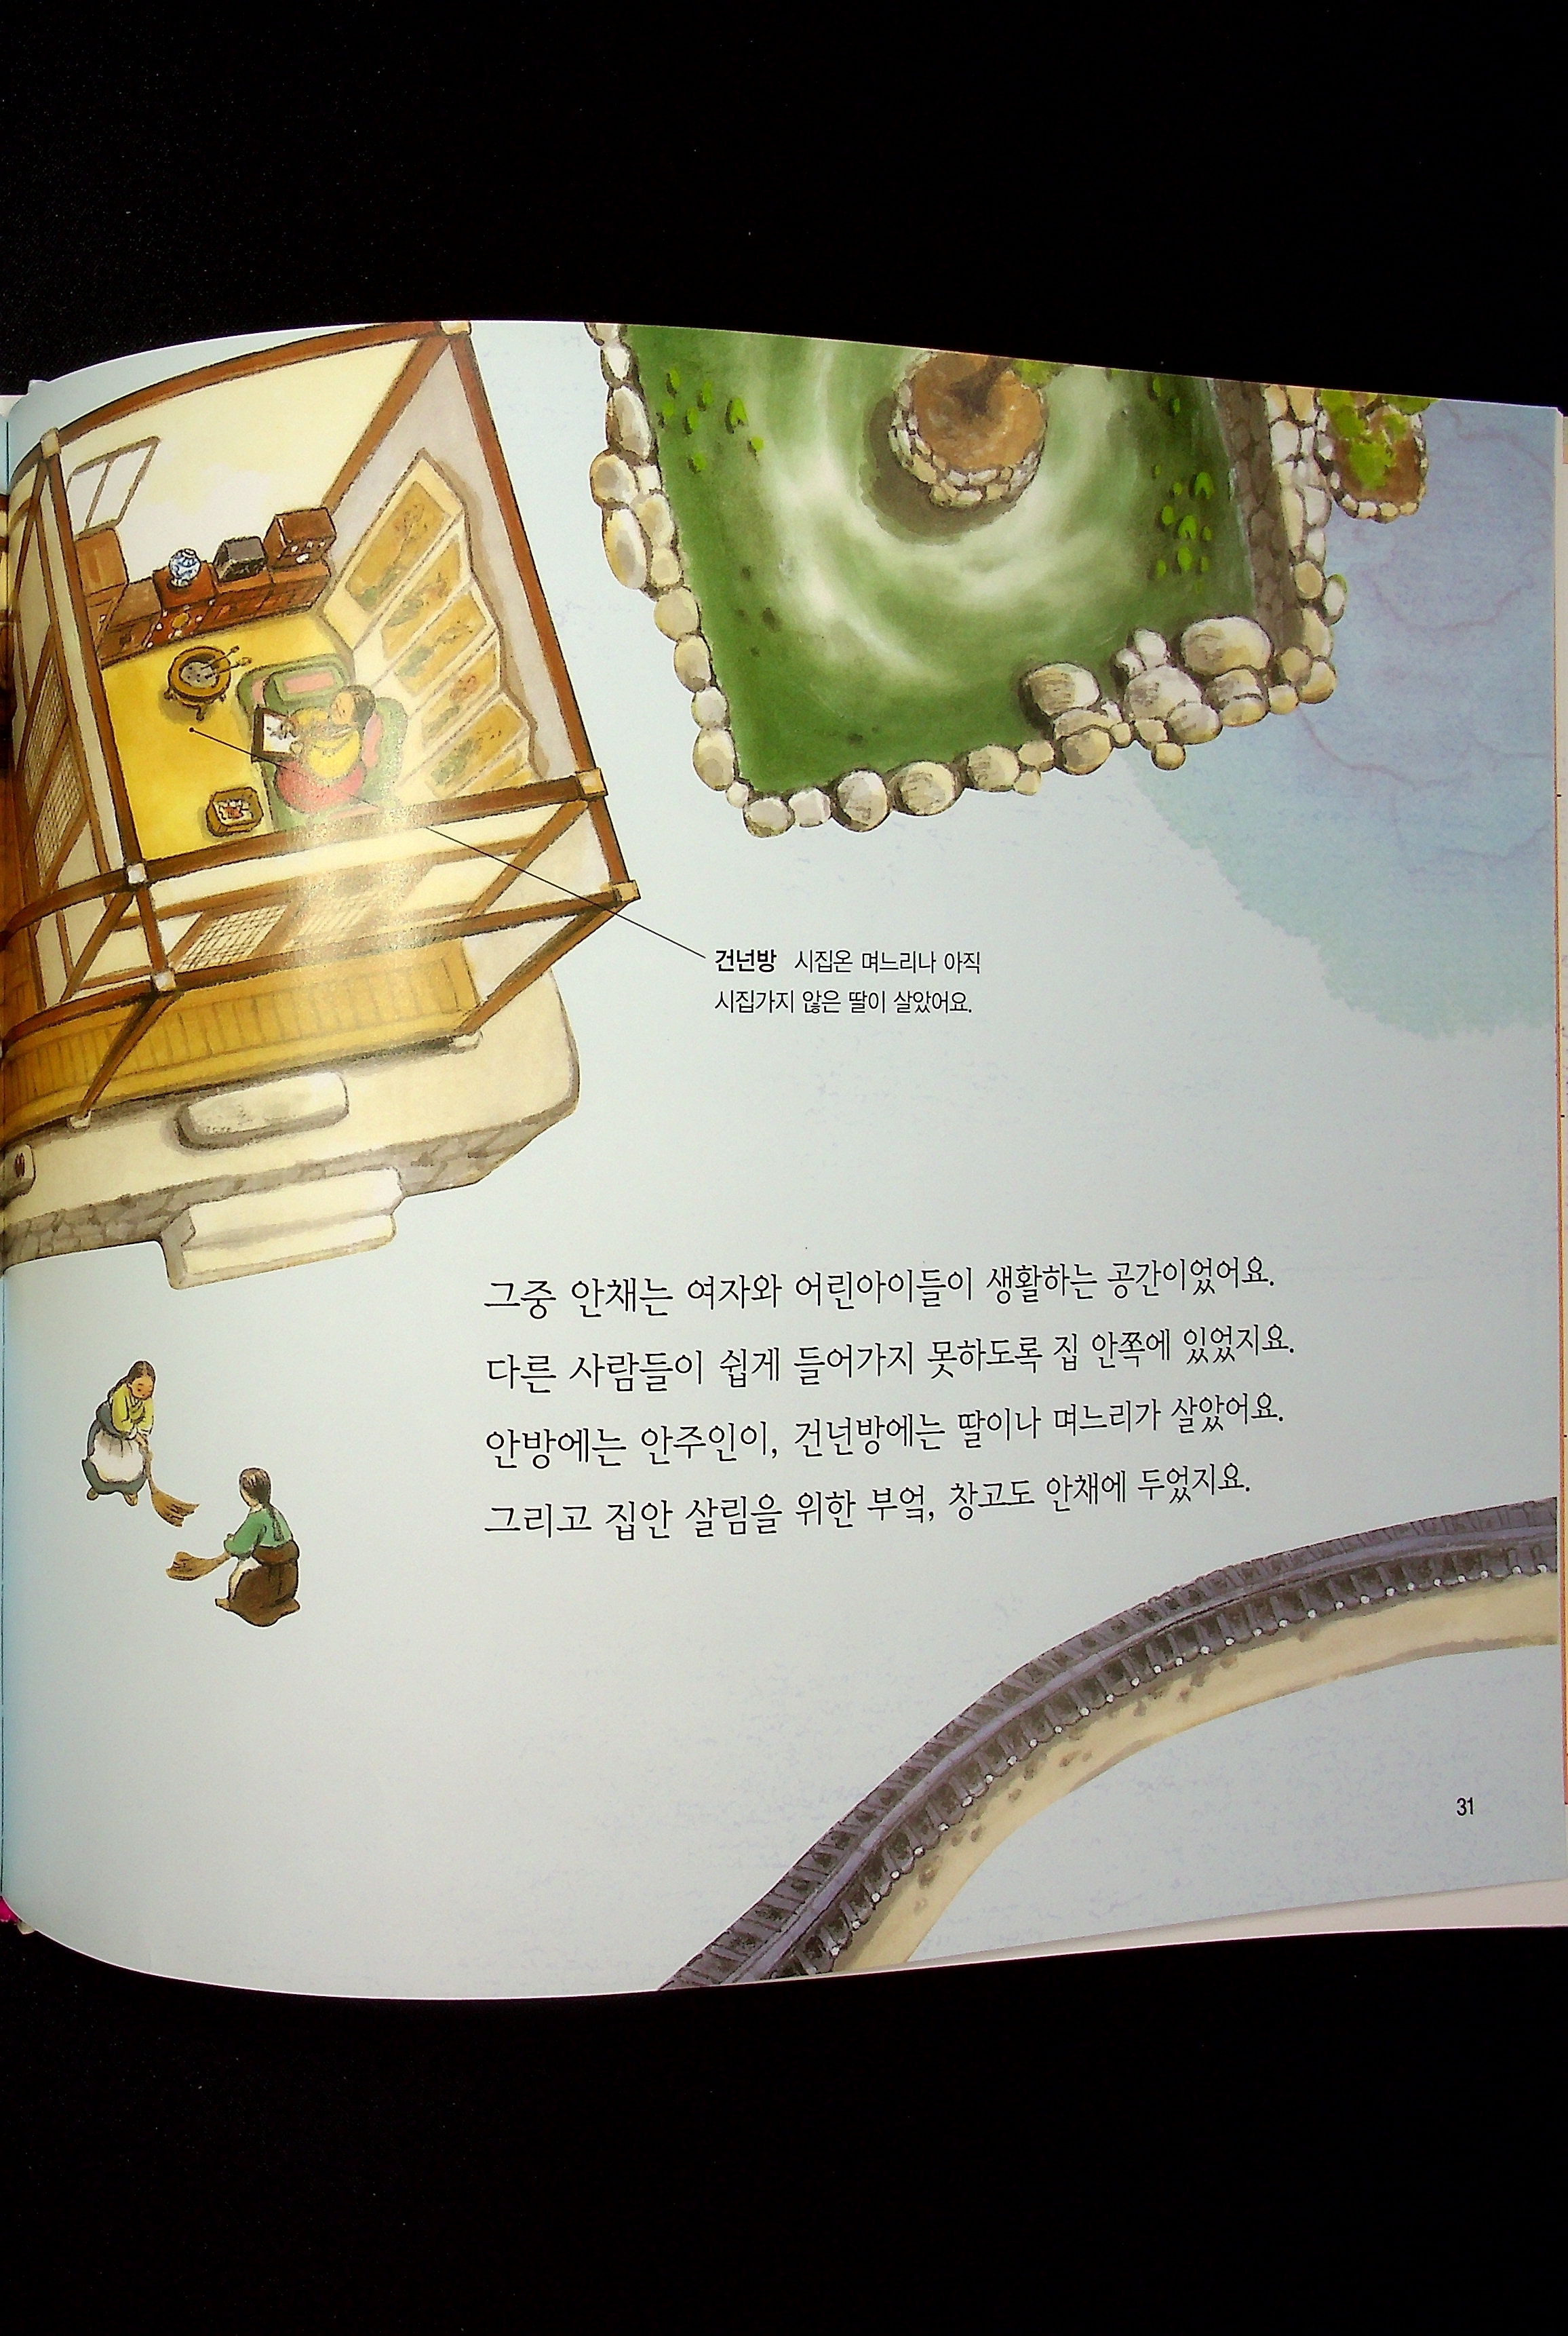 건넌방 시집온 며느리나 아직
시집가지 않은 딸이 살았어요.
그중 안채는 여자와 어린아이들이 생활하는 공간이었어요.
다른 사람들이 쉽게 들어가지 못하도록 집 안쪽에 있었지요.
안방에는 안주인이, 건넌방에는 딸이나 며느리가 살았어요.
그리고 집안 살림을 위한 부엌, 창고도 안채에 두었지요.
31